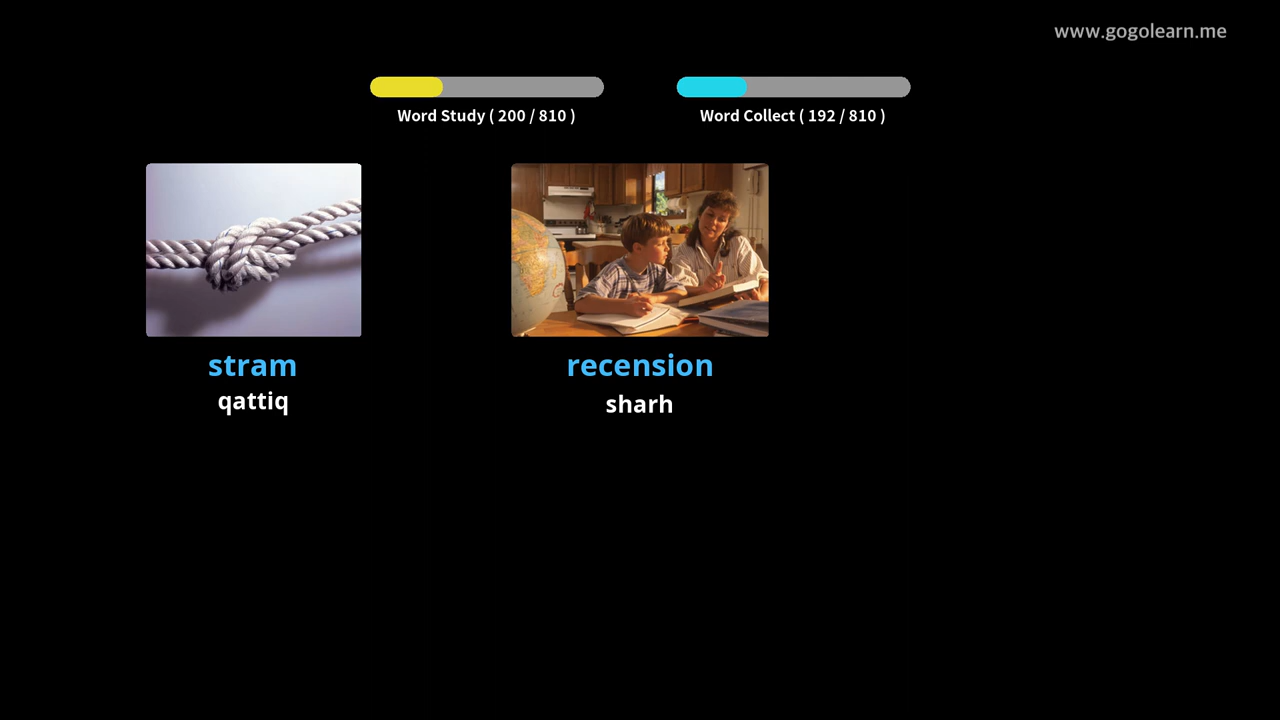 www.gogolearn.me
Word Study ( 200 / 810 )
Word Collect ( 192 / 810 )
stram
qattiq
recension
sharh